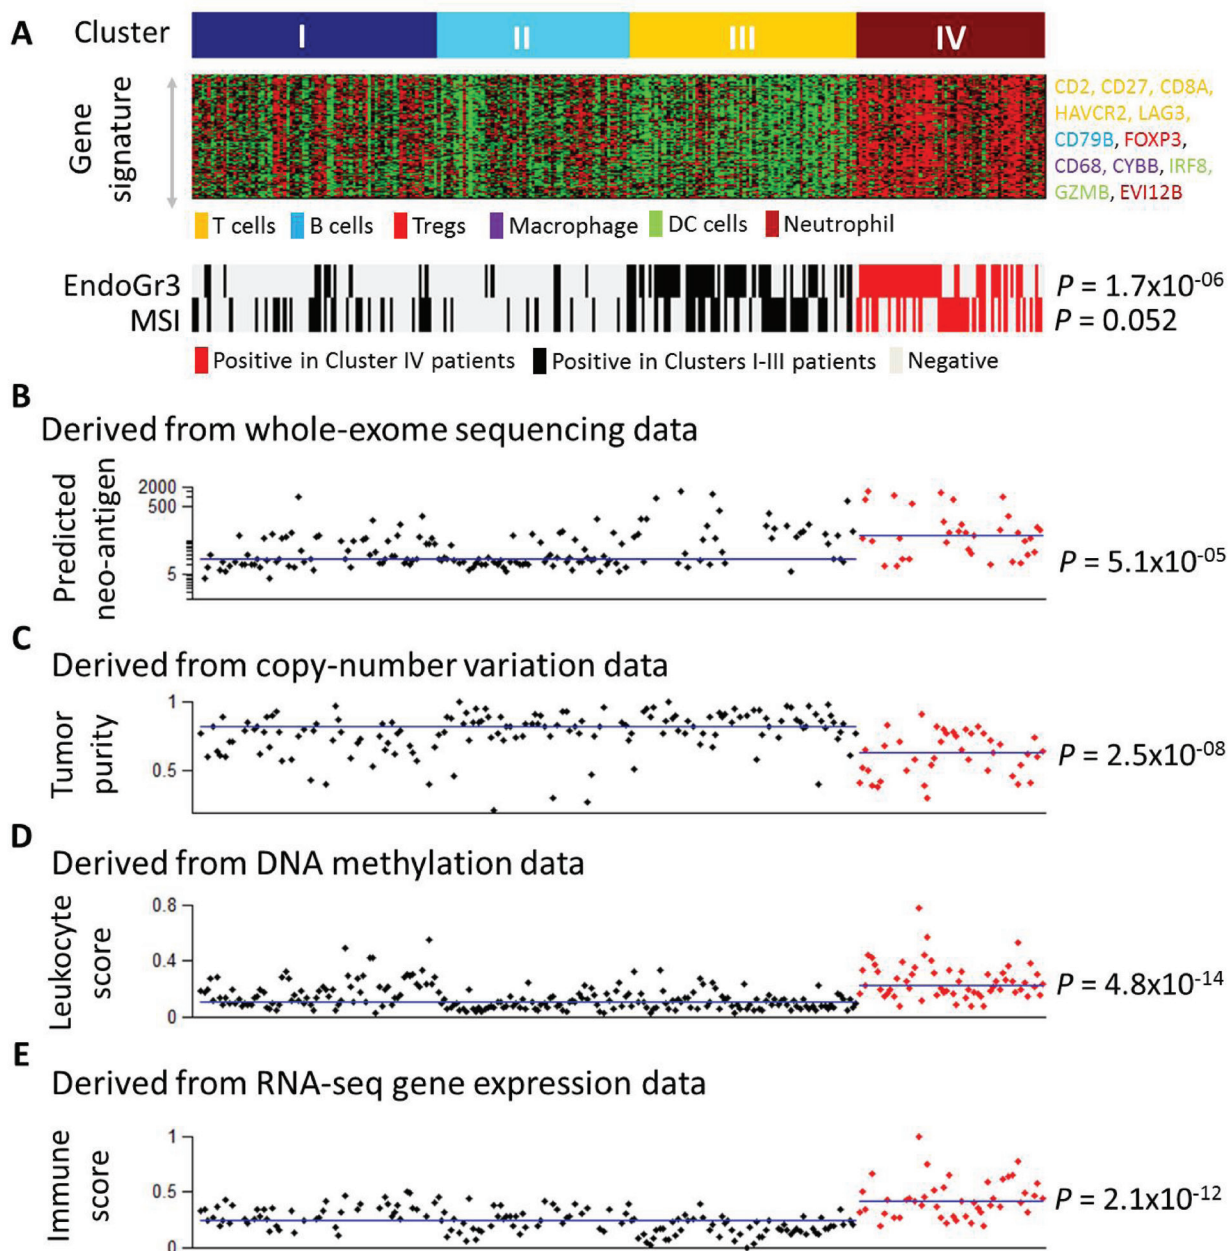 A
Cluster
I II III IV
Gene signature
CD2, CD27, CD8A,
HAVCR2, LAG3,
CD79B, FOXP3,
CD68, CYBB, IRF8,
GZMB, EVI12B
T cells B cells Tregs Macrophage DC cells Neutrophil
EndoGr3 P = 1.7x10⁻⁰⁶
MSI P = 0.052
Positive in Cluster IV patients Positive in Clusters I-III patients Negative
B
Derived from whole-exome sequencing data
Predicted neo-antigen
2000
500
5
P = 5.1x10⁻⁰⁵
C
Derived from copy-number variation data
Tumor purity
1
0.5
P = 2.5x10⁻⁰⁸
D
Derived from DNA methylation data
Leukocyte score
0.8
0.4
0
P = 4.8x10⁻¹⁴
E
Derived from RNA-seq gene expression data
Immune score
1
0.5
0
P = 2.1x10⁻¹²